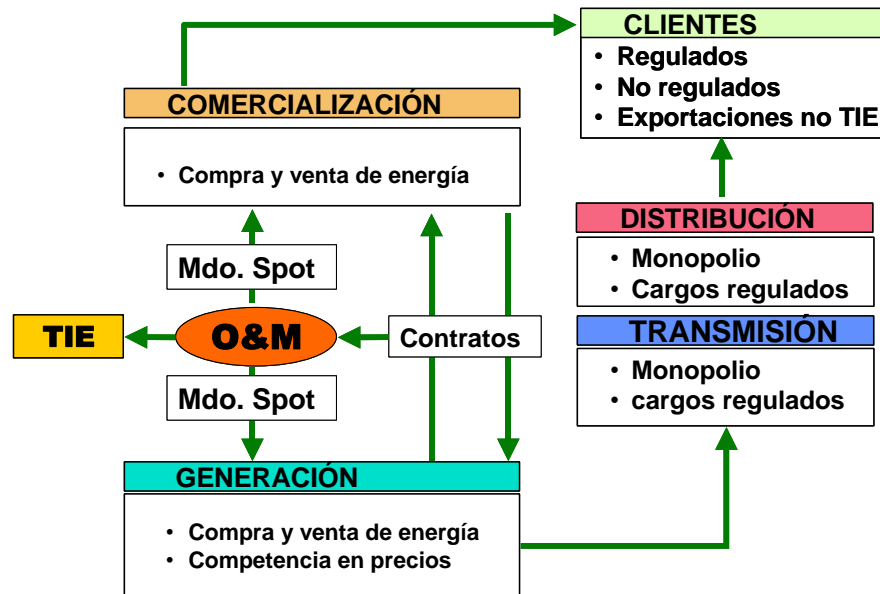 CLIENTES
• Regulados
• No regulados
• Exportaciones no TIE
COMERCIALIZACIÓN
• Compra y venta de energía
DISTRIBUCIÓN
• Monopolio
• Cargos regulados
Mdo. Spot
TIE
O&M
Contratos
TRANSMISIÓN
• Monopolio
• cargos regulados
Mdo. Spot
GENERACIÓN
• Compra y venta de energía
• Competencia en precios